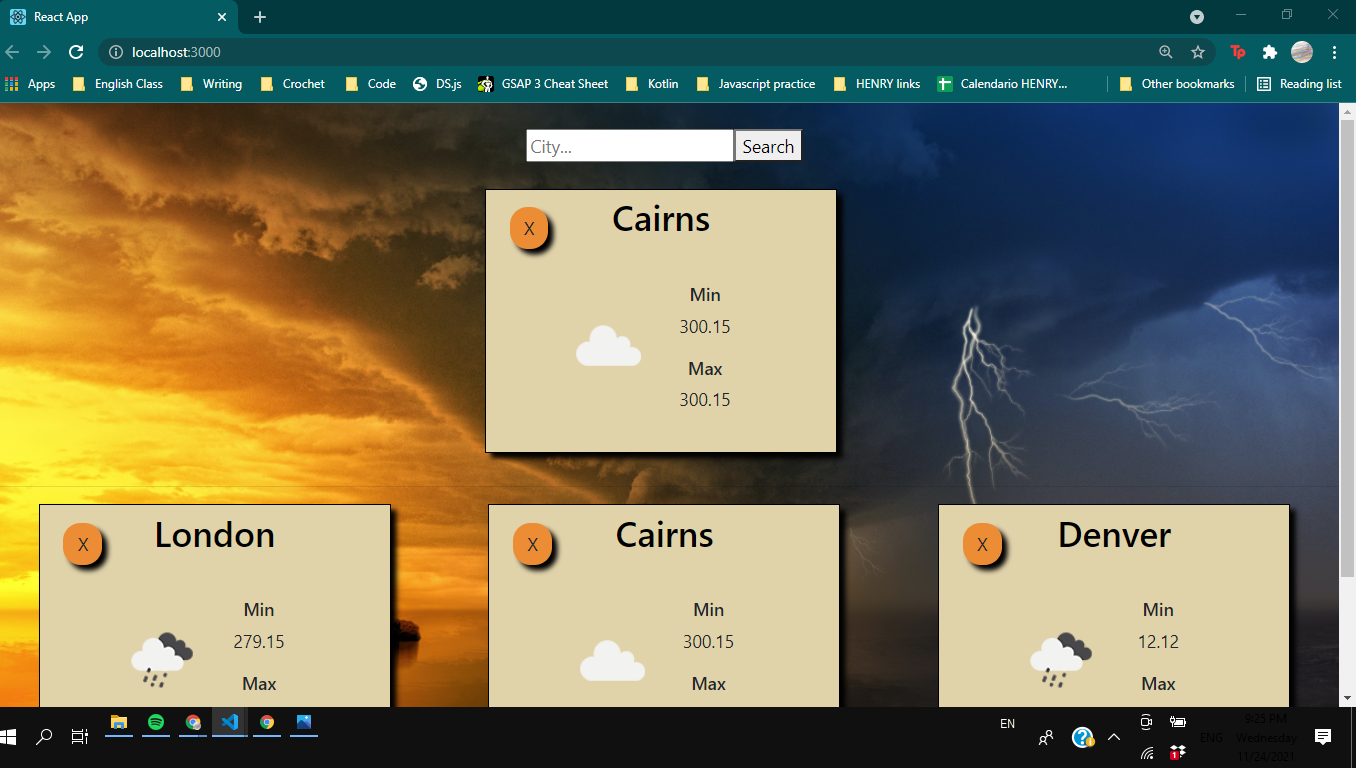 React App
localhost:3000
Tp
Apps English Class Writing Crochet Code DS.js GSAP 3 Cheat Sheet Kotlin Javascript practice HENRY links Calendario HENRY... Other bookmarks Reading list
City... Search
X Cairns
Min
300.15
Max
300.15
X London
Min
279.15
Max
X Cairns
Min
300.15
Max
X Denver
Min
12.12
Max
EN
ENG
9:25 PM
Wednesday
11/24/2021
1